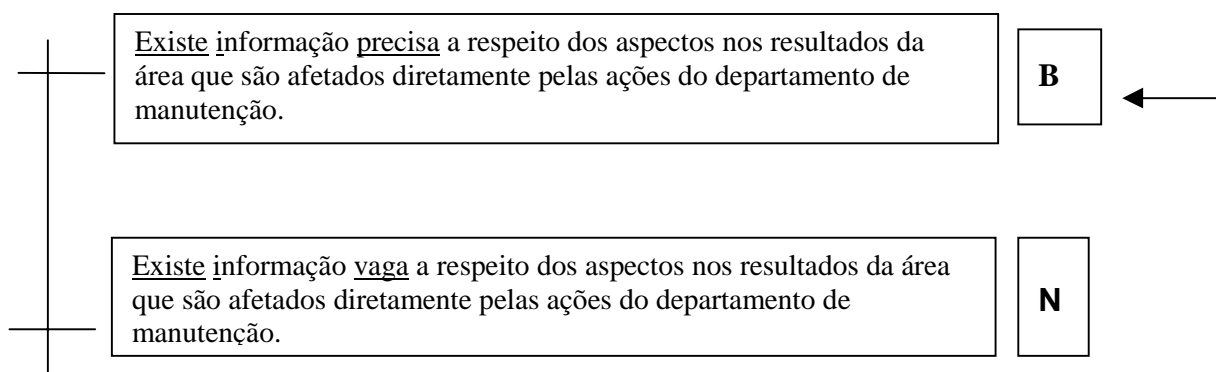 Existe informação precisa a respeito dos aspectos nos resultados da
área que são afetados diretamente pelas ações do departamento de
manutenção.
B
Existe informação vaga a respeito dos aspectos nos resultados da área
que são afetados diretamente pelas ações do departamento de
manutenção.
N